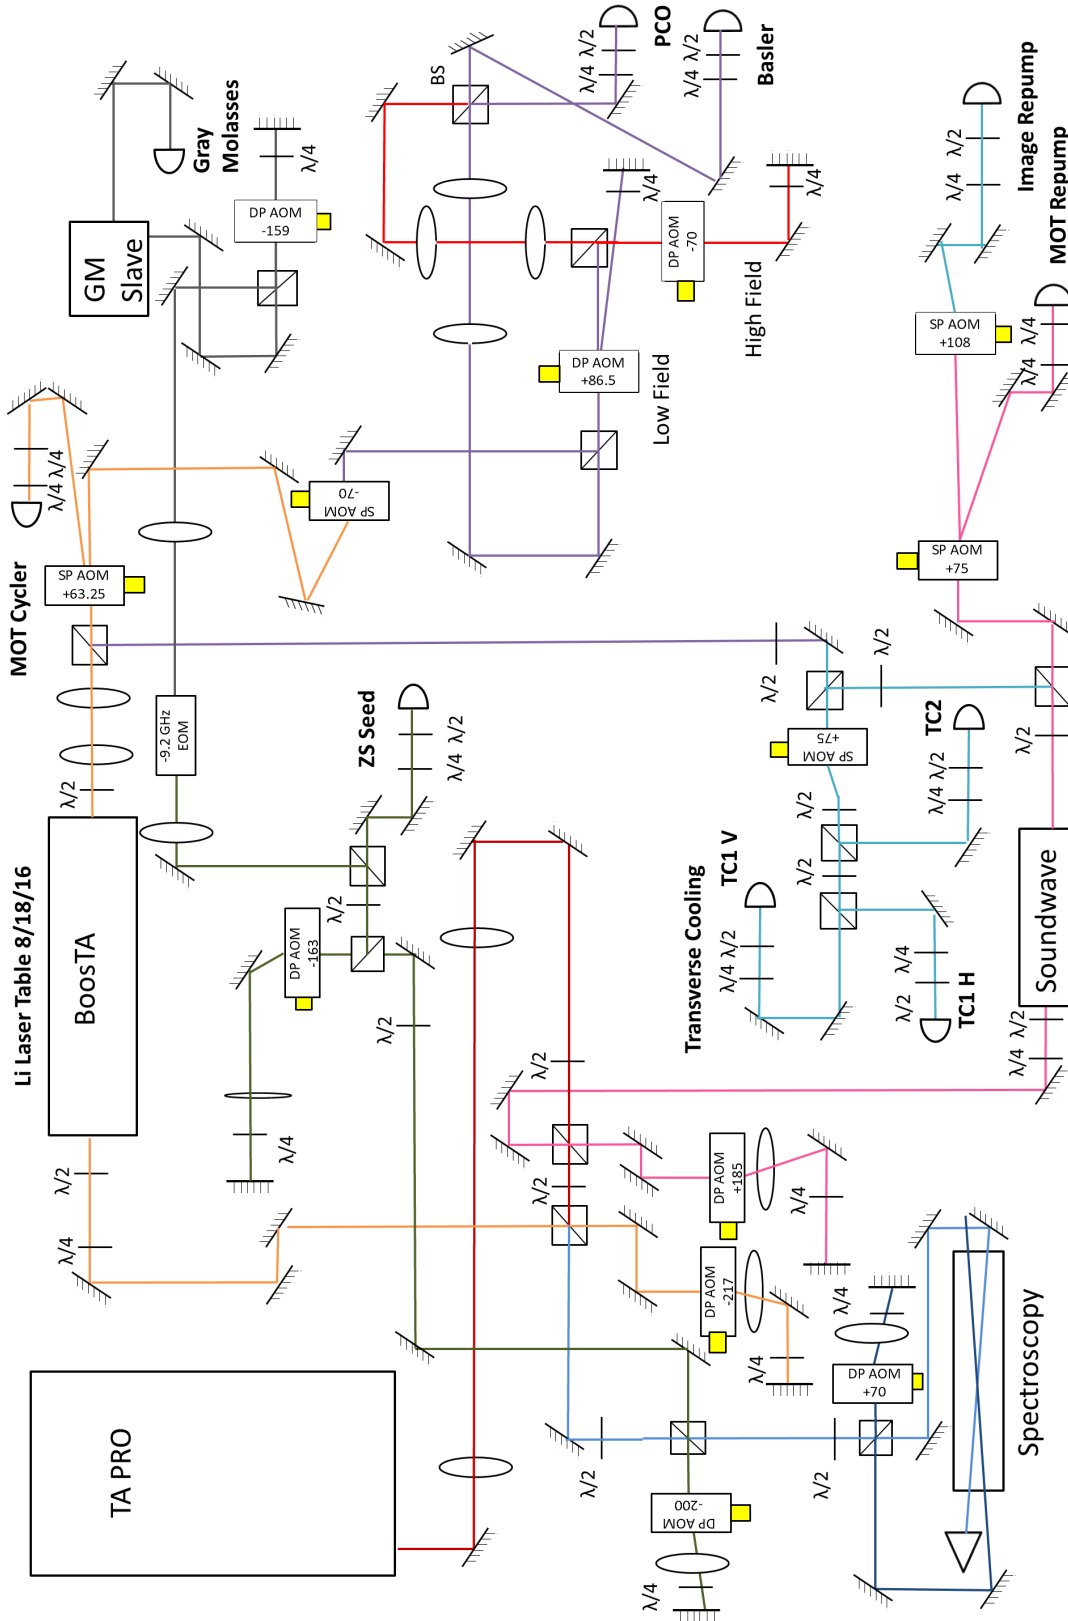 λ/2
λ/4
PCO
λ/2
λ/4
Basler
BS
Gray
Molasses
λ/4
DP AOM
-159
GM
Slave
λ/4
DP AOM
-70
λ/4
High Field
DP AOM
+86.5
Low Field
λ/2
λ/4
Image Repump
MOT Repump
SP AOM
+108
λ/4
λ/4
λ/4
λ/4
SP AOM
-70
MOT Cycler
SP AOM
+63.25
SP AOM
+75
-9.2 GHz
EOM
λ/2
λ/2
λ/2
λ/2
ZS Seed
λ/2
λ/4
SP AOM
+75
TC2
λ/2
λ/4
λ/2
λ/2
Li Laser Table 8/18/16
BoosTA
λ/2
DP AOM
-163
λ/2
TC1 V
Transverse Cooling
λ/2
λ/4
λ/4
λ/2
TC1 H
Soundwave
λ/2
λ/4
λ/2
λ/4
λ/2
λ/4
λ/2
DP AOM
+185
λ/4
DP AOM
-217
λ/4
λ/4
DP AOM
+70
TA PRO
λ/2
λ/2
DP AOM
-200
λ/4
Spectroscopy